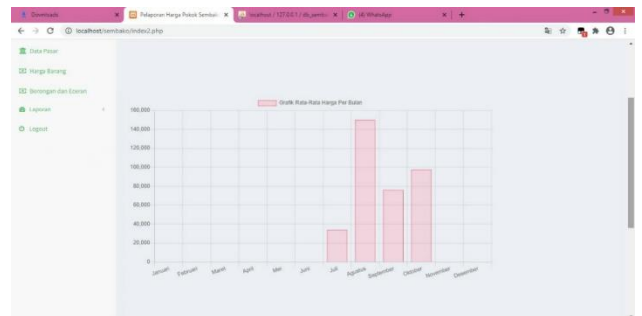 Downloads
Pelaporan Harga Pokok Sembak
localhost / 127.0.0.1 / db_semba
(4) WhatsApp
localhost/sembako/index2.php
Data Pasar
Harga Barang
Borongan dan Eceran
Laporan
Logout
Grafik Rata-Rata Harga Per Bulan
160,000
140,000
120,000
100,000
80,000
60,000
40,000
20,000
0
Januari Februari Maret April Mei Juni Juli Agustus September Oktober November Desember